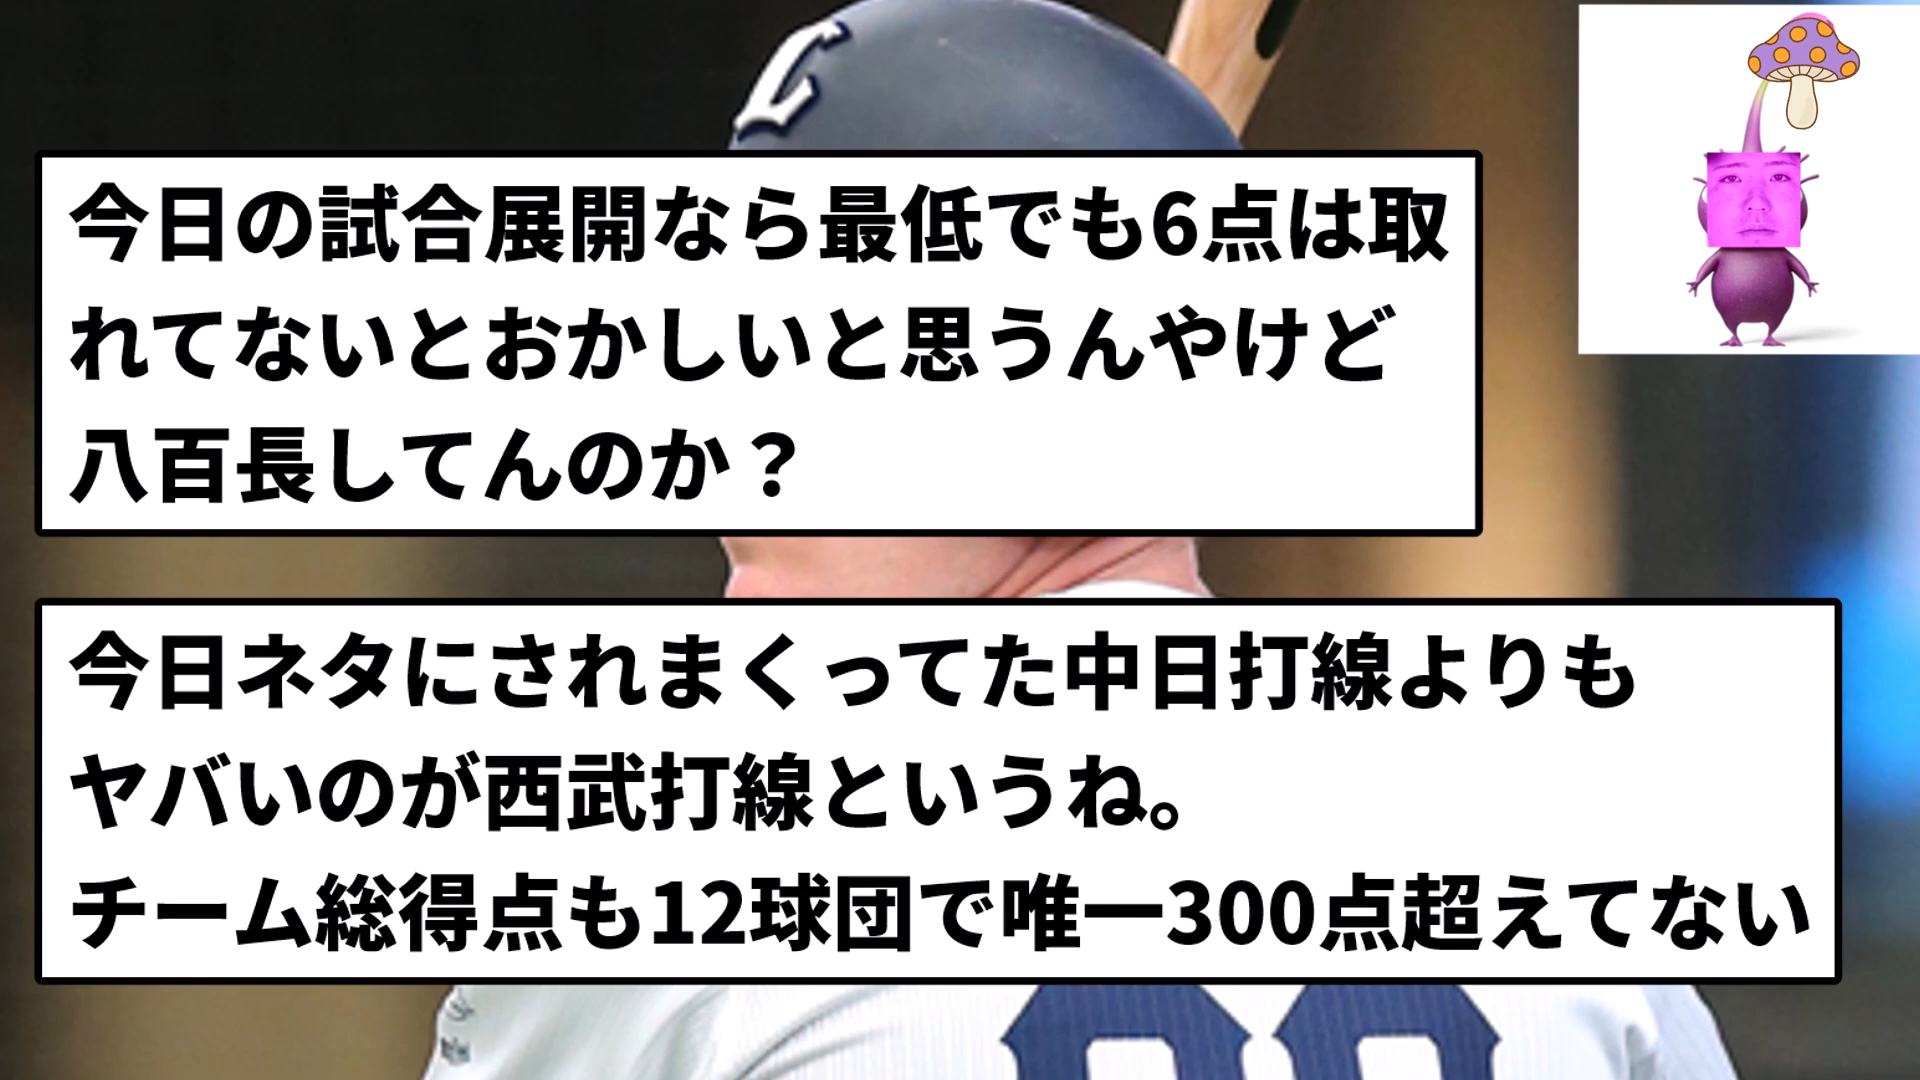 L
今日の試合展開なら最低でも6点は取
れてないとおかしいと思うんやけど
八百長してんのか？
今日ネタにされまくってた中日打線よりも
ヤバいのが西武打線というね。
チーム総得点も12球団で唯一300点超えてない